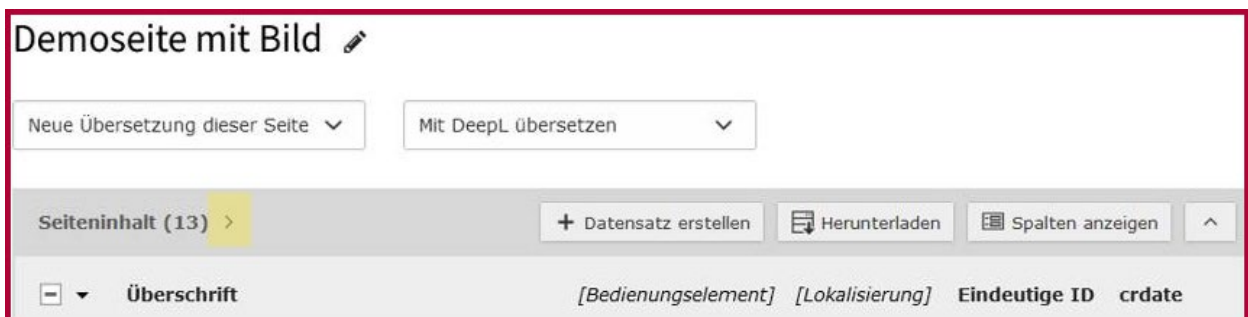 Demoseite mit Bild
Neue Übersetzung dieser Seite Mit DeepL übersetzen
Seiteninhalt (13) > + Datensatz erstellen Herunterladen Spalten anzeigen
Überschrift [Bedienungselement] [Lokalisierung] Eindeutige ID crdate